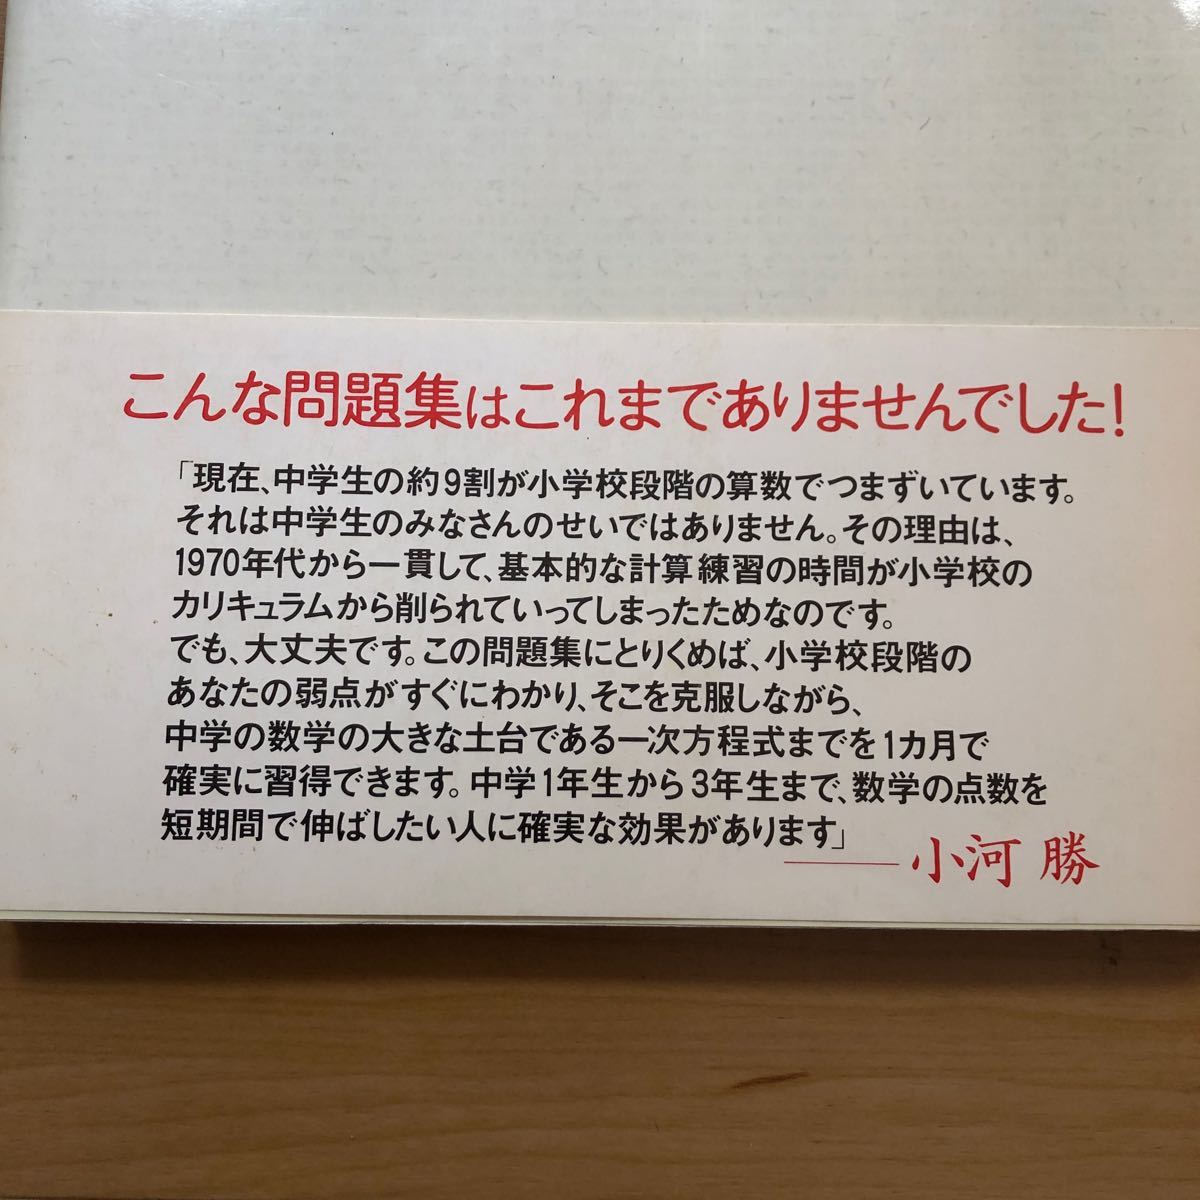 こんな問題集はこれまでありませんでした!
「現在、中学生の約9割が小学校段階の算数でつまずいています。
それは中学生のみなさんのせいではありません。その理由は、
1970年代から一貫して、基本的な計算練習の時間が小学校の
カリキュラムから削られていってしまったためなのです。
でも、大丈夫です。この問題集にとりくめば、小学校段階の
あなたの弱点がすぐにわかり、そこを克服しながら、
中学の数学の大きな土台である一次方程式までを1カ月で
確実に習得できます。中学1年生から3年生まで、数学の点数を
短期間で伸ばしたい人に確実な効果があります」
——小河 勝